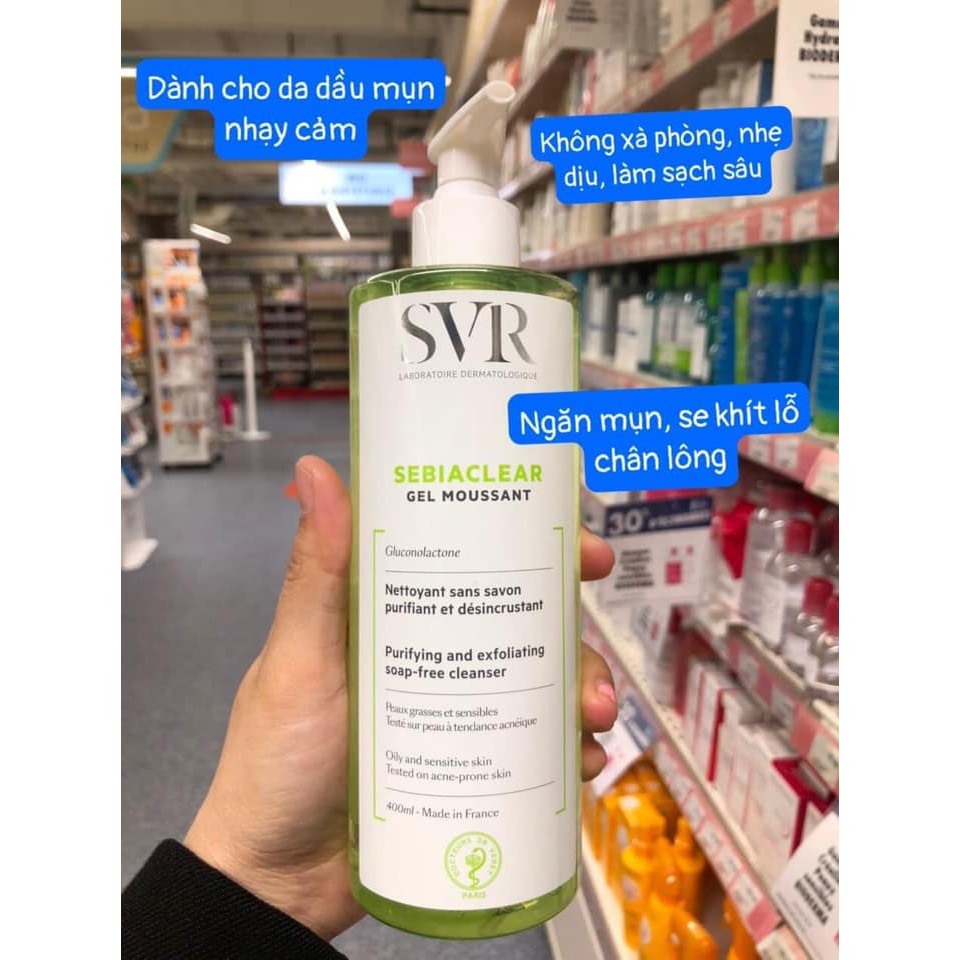 Dành cho da dầu mụn
nhạy cảm
Không xà phòng, nhẹ
dịu, làm sạch sâu
SVR
LABORATOIRE DERMATOLOGIQUE
Ngăn mụn, se khít lỗ
chân lông
SEBIACLEAR
GEL MOUSSANT
Gluconolactone
Nettoyant sans savon
purifiant et désincrustant
Purifying and exfoliating
soap-free cleanser
Peaux grasses et sensibles
Testé sur peau à tendance acnéique
Oily and sensitive skin
Tested on acne-prone skin
400ml - Made in France
PARIS
BIODERMA
30%